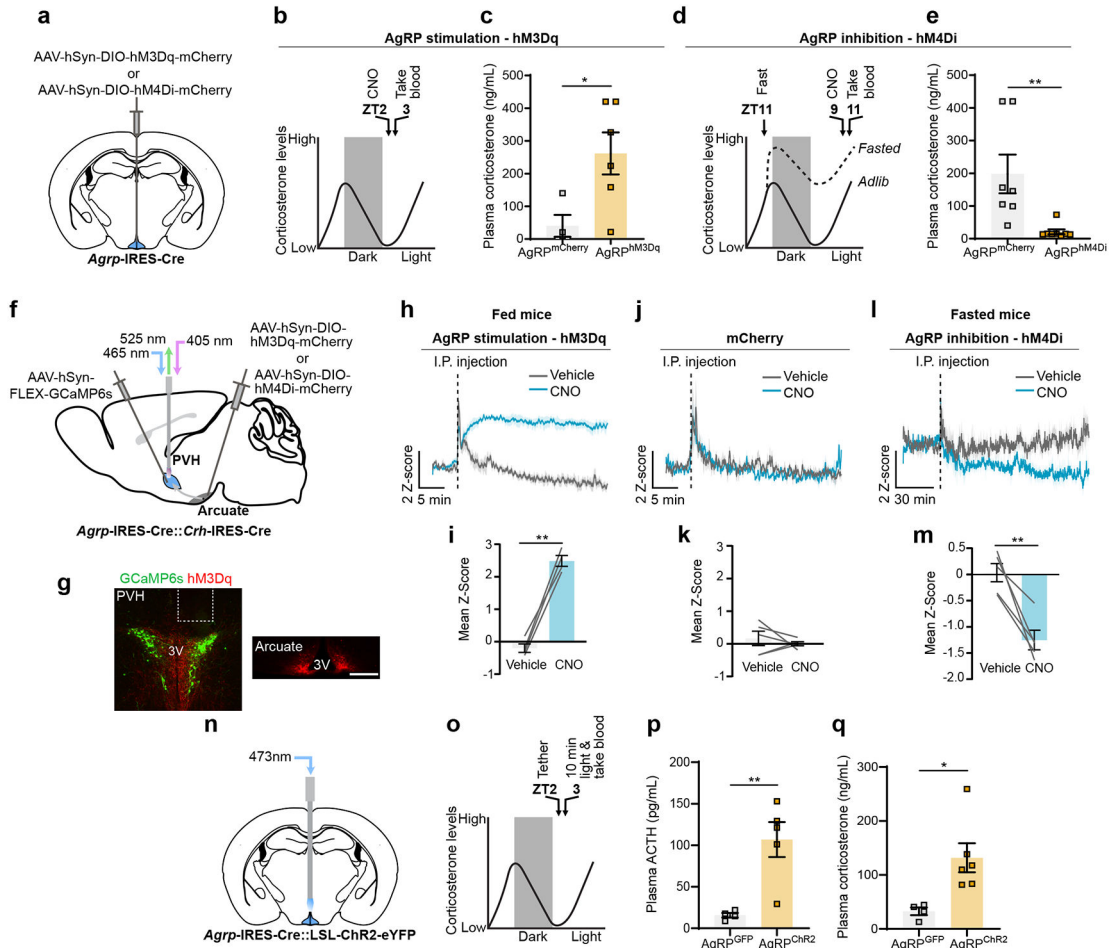 a
AAV-hSyn-DIO-hM3Dq-mCherry
or
AAV-hSyn-DIO-hM4Di-mCherry
Agrp-IRES-Cre
b
c
AgRP stimulation - hM3Dq
CNO
Take
blood
ZT2
3
High
Corticosterone levels
Low
Dark
Light
Plasma corticosterone (ng/mL)
500
400
300
200
100
0
*
AgRPmCherry
AgRPhM3Dq
d
e
AgRP inhibition - hM4Di
Fast
CNO
Take
blood
ZT11
9
11
High
Fasted
Adlib
Corticosterone levels
Low
Dark
Light
Plasma corticosterone (ng/mL)
500
400
300
200
100
0
**
AgRPmCherry
AgRPhM4Di
f
525 nm
465 nm
405 nm
AAV-hSyn-DIO-
hM3Dq-mCherry
or
AAV-hSyn-DIO-
hM4Di-mCherry
AAV-hSyn-
FLEX-GCaMP6s
PVH
Arcuate
Agrp-IRES-Cre::Crh-IRES-Cre
g
GCaMP6s hM3Dq
PVH
3V
Arcuate
3V
h
Fed mice
AgRP stimulation - hM3Dq
I.P. injection
Vehicle
CNO
2 Z-score
5 min
j
mCherry
I.P. injection
Vehicle
CNO
2 Z-score
5 min
l
Fasted mice
AgRP inhibition - hM4Di
I.P. injection
Vehicle
CNO
2 Z-score
30 min
i
Mean Z-Score
3
2
1
0
-1
**
Vehicle CNO
k
Mean Z-Score
3
2
1
0
-1
Vehicle CNO
m
Mean Z-Score
0.5
0
-0.5
-1.0
-1.5
-2.0
**
Vehicle CNO
n
473nm
Agrp-IRES-Cre::LSL-ChR2-eYFP
o
Tether
10 min
light &
take blood
ZT2
3
High
Corticosterone levels
Low
Dark
Light
p
Plasma ACTH (pg/mL)
200
150
100
50
0
**
AgRPGFP
AgRPChR2
q
Plasma corticosterone (ng/mL)
300
200
100
0
*
AgRPGFP
AgRPChR2